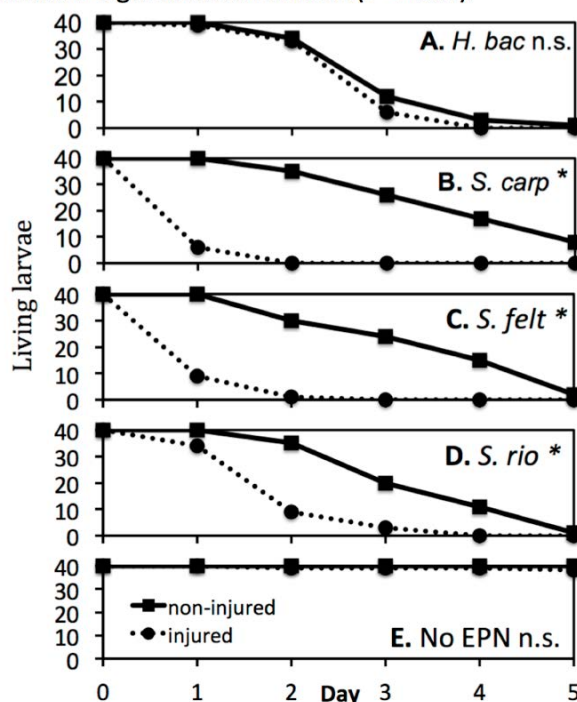 40
30
20
10
0
A. H. bac n.s.
40
30
20
10
0
B. S. carp *
40
30
20
10
0
C. S. felt *
40
30
20
10
0
D. S. rio *
40
30
20
10
0
non-injured
injured
E. No EPN n.s.
0 1 2 Day 3 4 5
Living larvae